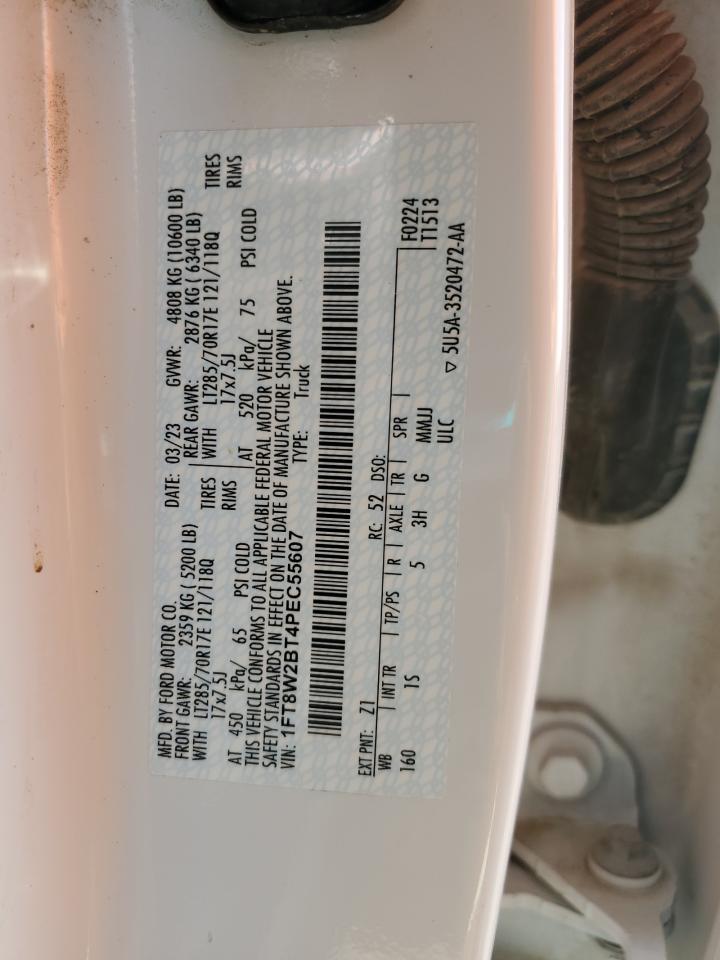 MFD. BY FORD MOTOR CO.
DATE: 03/23 GVWR: 4808 KG (10600 LB)
FRONT GAWR: 2359 KG ( 5200 LB) REAR GAWR: 2876 KG ( 6340 LB)
WITH LT285/70R17E 121/118Q TIRES WITH LT285/70R17E 121/118Q TIRES
17x7.5J RIMS 17x7.5J RIMS
AT 450 kPa/ 65 PSI COLD AT 520 kPa/ 75 PSI COLD
THIS VEHICLE CONFORMS TO ALL APPLICABLE FEDERAL MOTOR VEHICLE
SAFETY STANDARDS IN EFFECT ON THE DATE OF MANUFACTURE SHOWN ABOVE.
VIN: 1FT8W2BT4PEC55607 TYPE: Truck
EXT PNT: Z1 RC: 52 DSO:
WB INT TR TP/PS R AXLE TR SPR F0224
160 1S 5 3H G MMJJ T1513
ULC
▽ 5U5A-3520472-AA